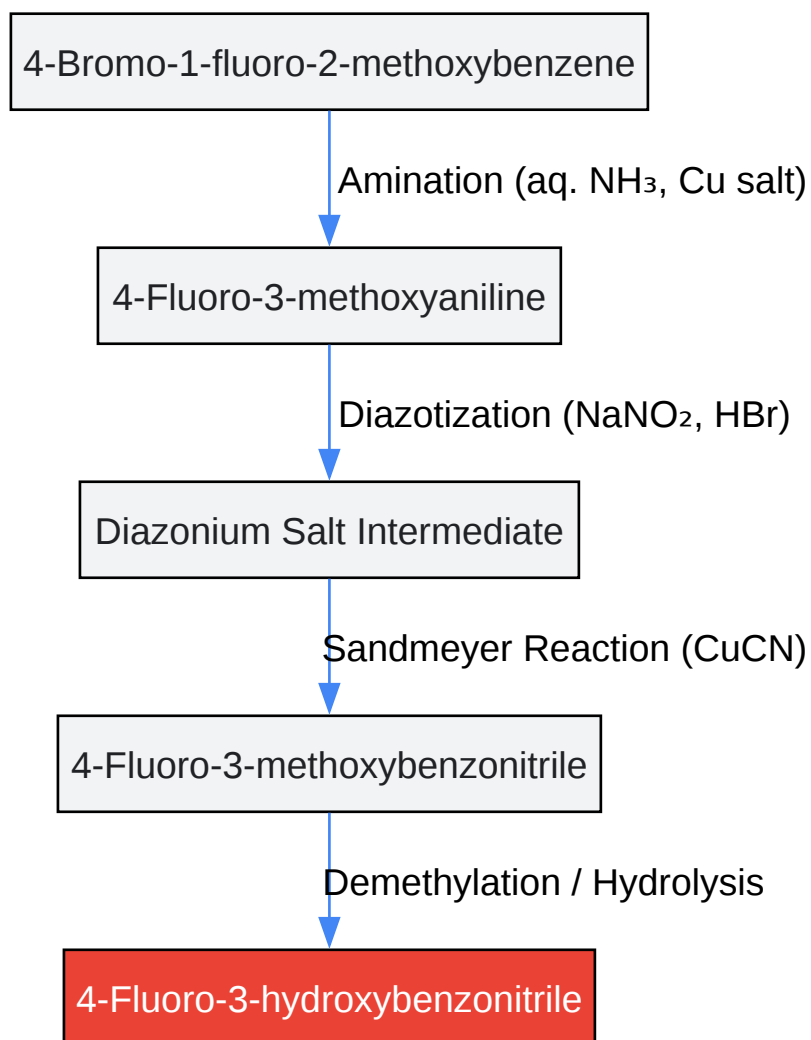 4-Bromo-1-fluoro-2-methoxybenzene
Amination (aq. NH₃, Cu salt)
4-Fluoro-3-methoxyaniline
Diazotization (NaNO₂, HBr)
Diazonium Salt Intermediate
Sandmeyer Reaction (CuCN)
4-Fluoro-3-methoxybenzonitrile
Demethylation / Hydrolysis
4-Fluoro-3-hydroxybenzonitrile